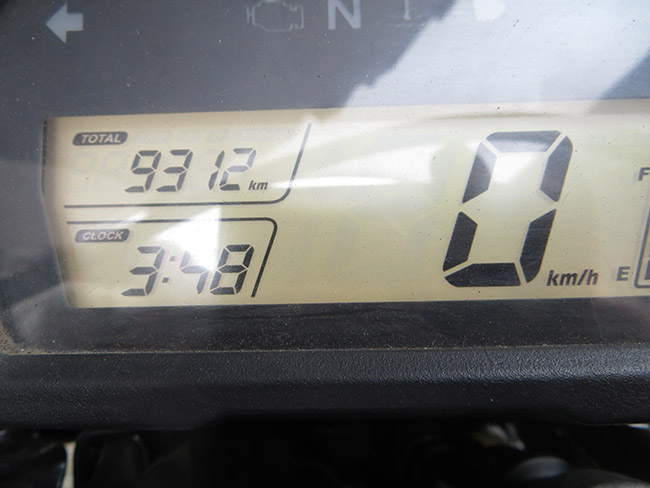 N
TOTAL
9312 km
CLOCK
3:48
0 km/h
F
E